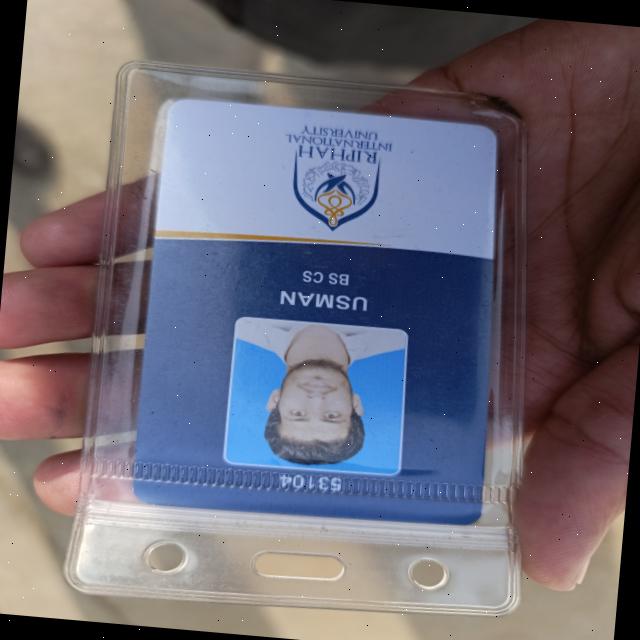 53104
USMAN
BS CS
RIPHAH
INTERNATIONAL
UNIVERSITY